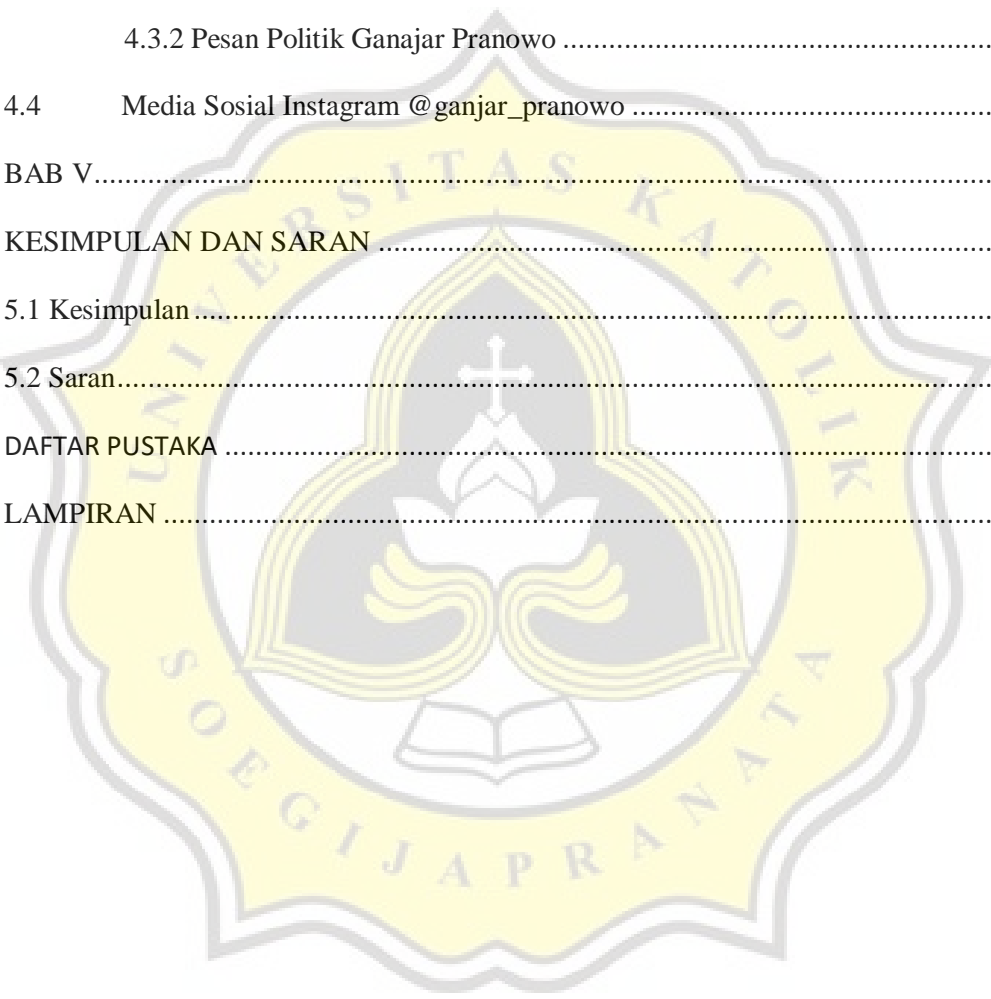 4.3.2 Pesan Politik Ganajar Pranowo ........................................................
4.4 Media Sosial Instagram @ganjar_pranowo ...............................................
BAB V......................................................................................................................
KESIMPULAN DAN SARAN ................................................................................
5.1 Kesimpulan........................................................................................................
5.2 Saran..................................................................................................................
DAFTAR PUSTAKA ....................................................................................................
LAMPIRAN ............................................................................................................
UNIVERSITAS KATOLIK
SOEGIJAPRANATA